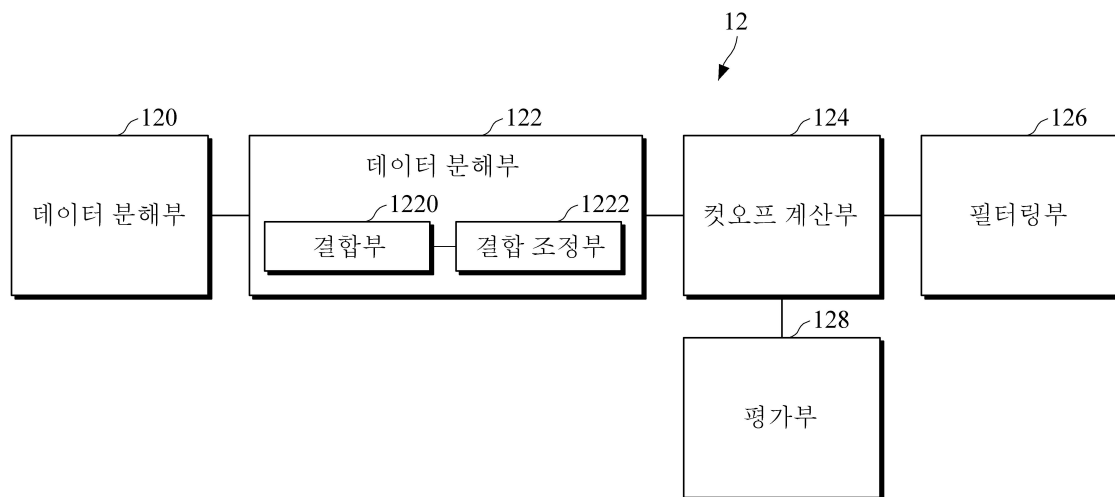 12
120
122
124
126
데이터 분해부
데이터 분해부
1220
1222
결합부
결합 조정부
컷오프 계산부
필터링부
128
평가부